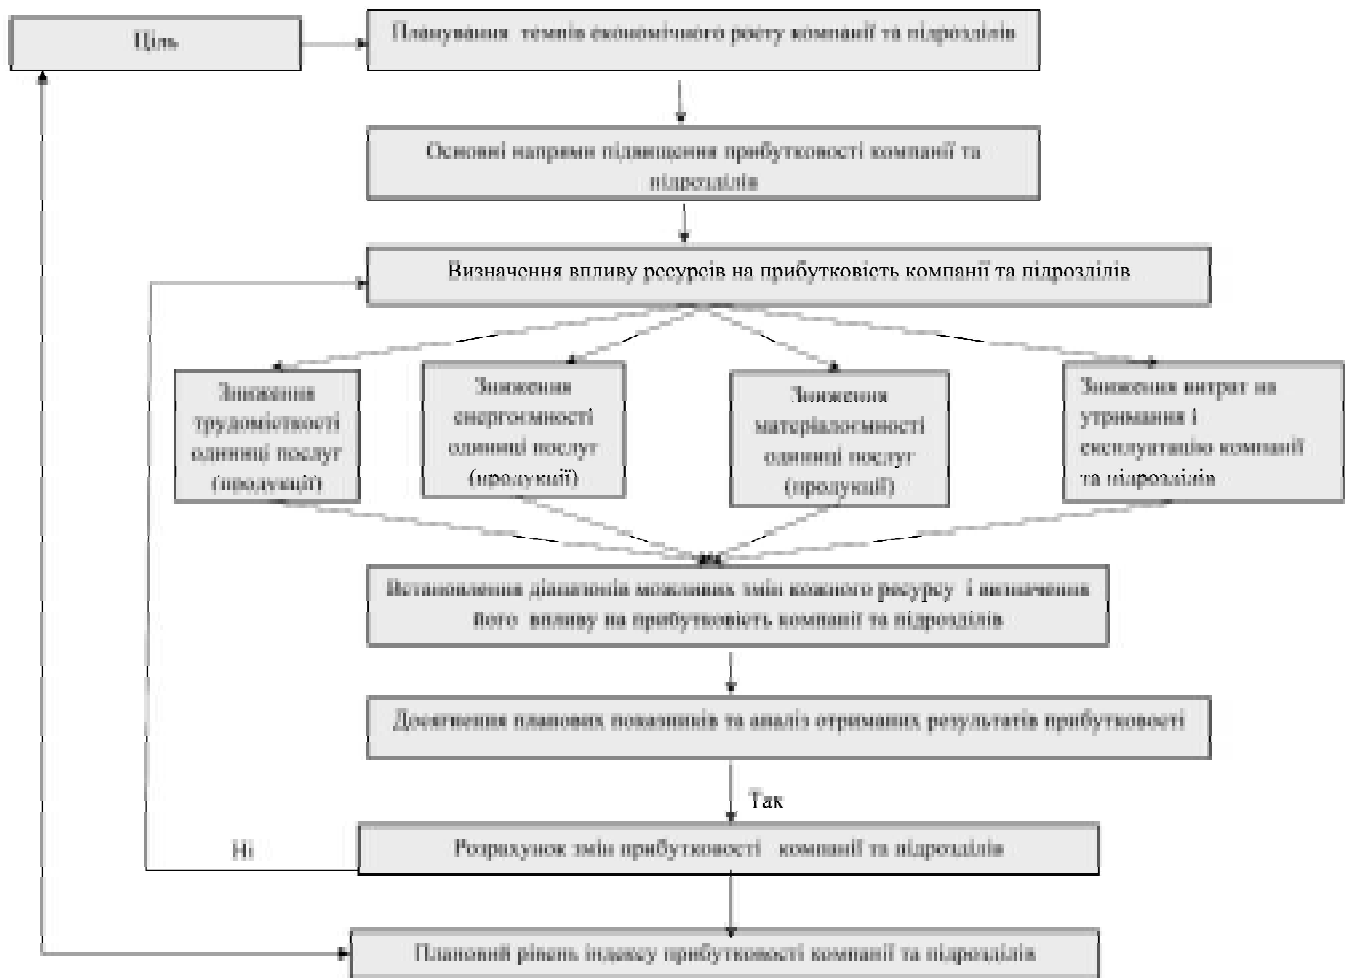 Ціль
Планування темпів економічного росту компанії та підрозділів
Основні напрями підвищення прибутковості компанії та
підрозділів
Визначення впливу ресурсів на прибутковість компанії та підрозділів
Зниження
трудомісткості
одиниці послуг
(продукції)
Зниження
енергоємності
одиниці послуг
(продукції)
Зниження
матеріалоємності
одиниці послуг
(продукції)
Зниження витрат на
утримання і
експлуатацію компанії
та підрозділів
Встановлення діапазонів можливих змін кожного ресурсу і визначення
його впливу на прибутковість компанії та підрозділів
Досягнення планових показників та аналіз отриманих результатів прибутковості
Так
Ні
Розрахунок змін прибутковості компанії та підрозділів
Плановий рівень індексу прибутковості компанії та підрозділів